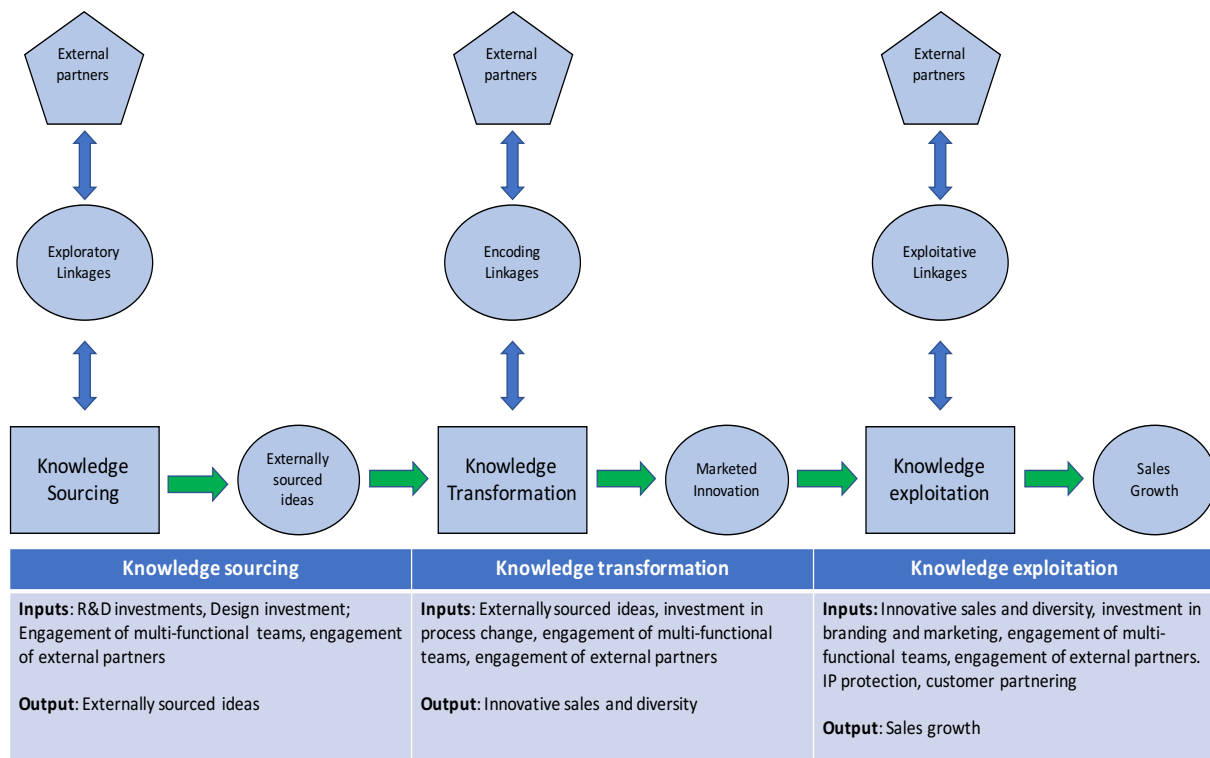 External
partners
External
partners
External
partners
Exploratory
Linkages
Encoding
Linkages
Exploitative
Linkages
Knowledge
Sourcing
Externally
sourced
ideas
Knowledge
Transformation
Marketed
Innovation
Knowledge
exploitation
Sales
Growth
Knowledge sourcing
Inputs: R&D investments, Design investment;
Engagement of multi-functional teams, engagement
of external partners
Output: Externally sourced ideas
Knowledge transformation
Inputs: Externally sourced ideas, investment in
process change, engagement of multi-functional
teams, engagement of external partners
Output: Innovative sales and diversity
Knowledge exploitation
Inputs: Innovative sales and diversity, investment in
branding and marketing, engagement of multi-
functional teams, engagement of external partners.
IP protection, customer partnering
Output: Sales growth